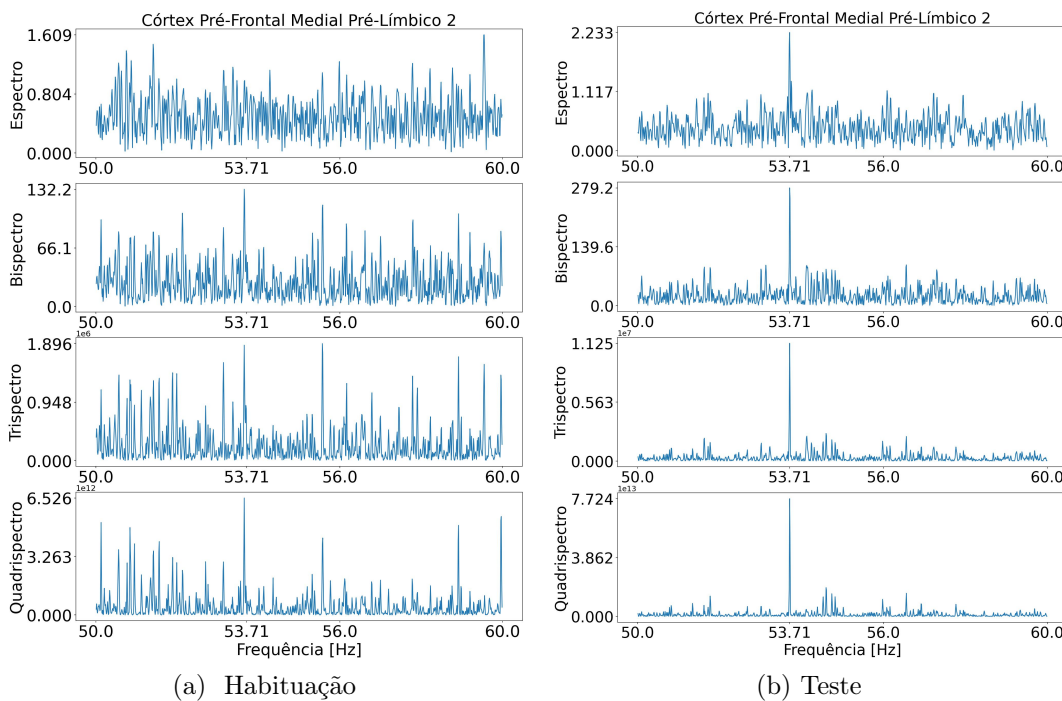 Córtex Pré-Frontal Medial Pré-Límbico 2
Espectro
1.609
0.804
0.000
50.0 53.71 56.0 60.0
Bispectro
132.2
66.1
0.0
50.0 53.71 56.0 60.0
1e6
Trispectro
1.896
0.948
0.000
50.0 53.71 56.0 60.0
1e12
Quadrispectro
6.526
3.263
0.000
50.0 53.71 56.0 60.0
Frequência [Hz]
(a) Habituação
Córtex Pré-Frontal Medial Pré-Límbico 2
Espectro
2.233
1.117
0.000
50.0 53.71 56.0 60.0
Bispectro
279.2
139.6
0.0
50.0 53.71 56.0 60.0
1e7
Trispectro
1.125
0.563
0.000
50.0 53.71 56.0 60.0
1e13
Quadrispectro
7.724
3.862
0.000
50.0 53.71 56.0 60.0
Frequência [Hz]
(b) Teste